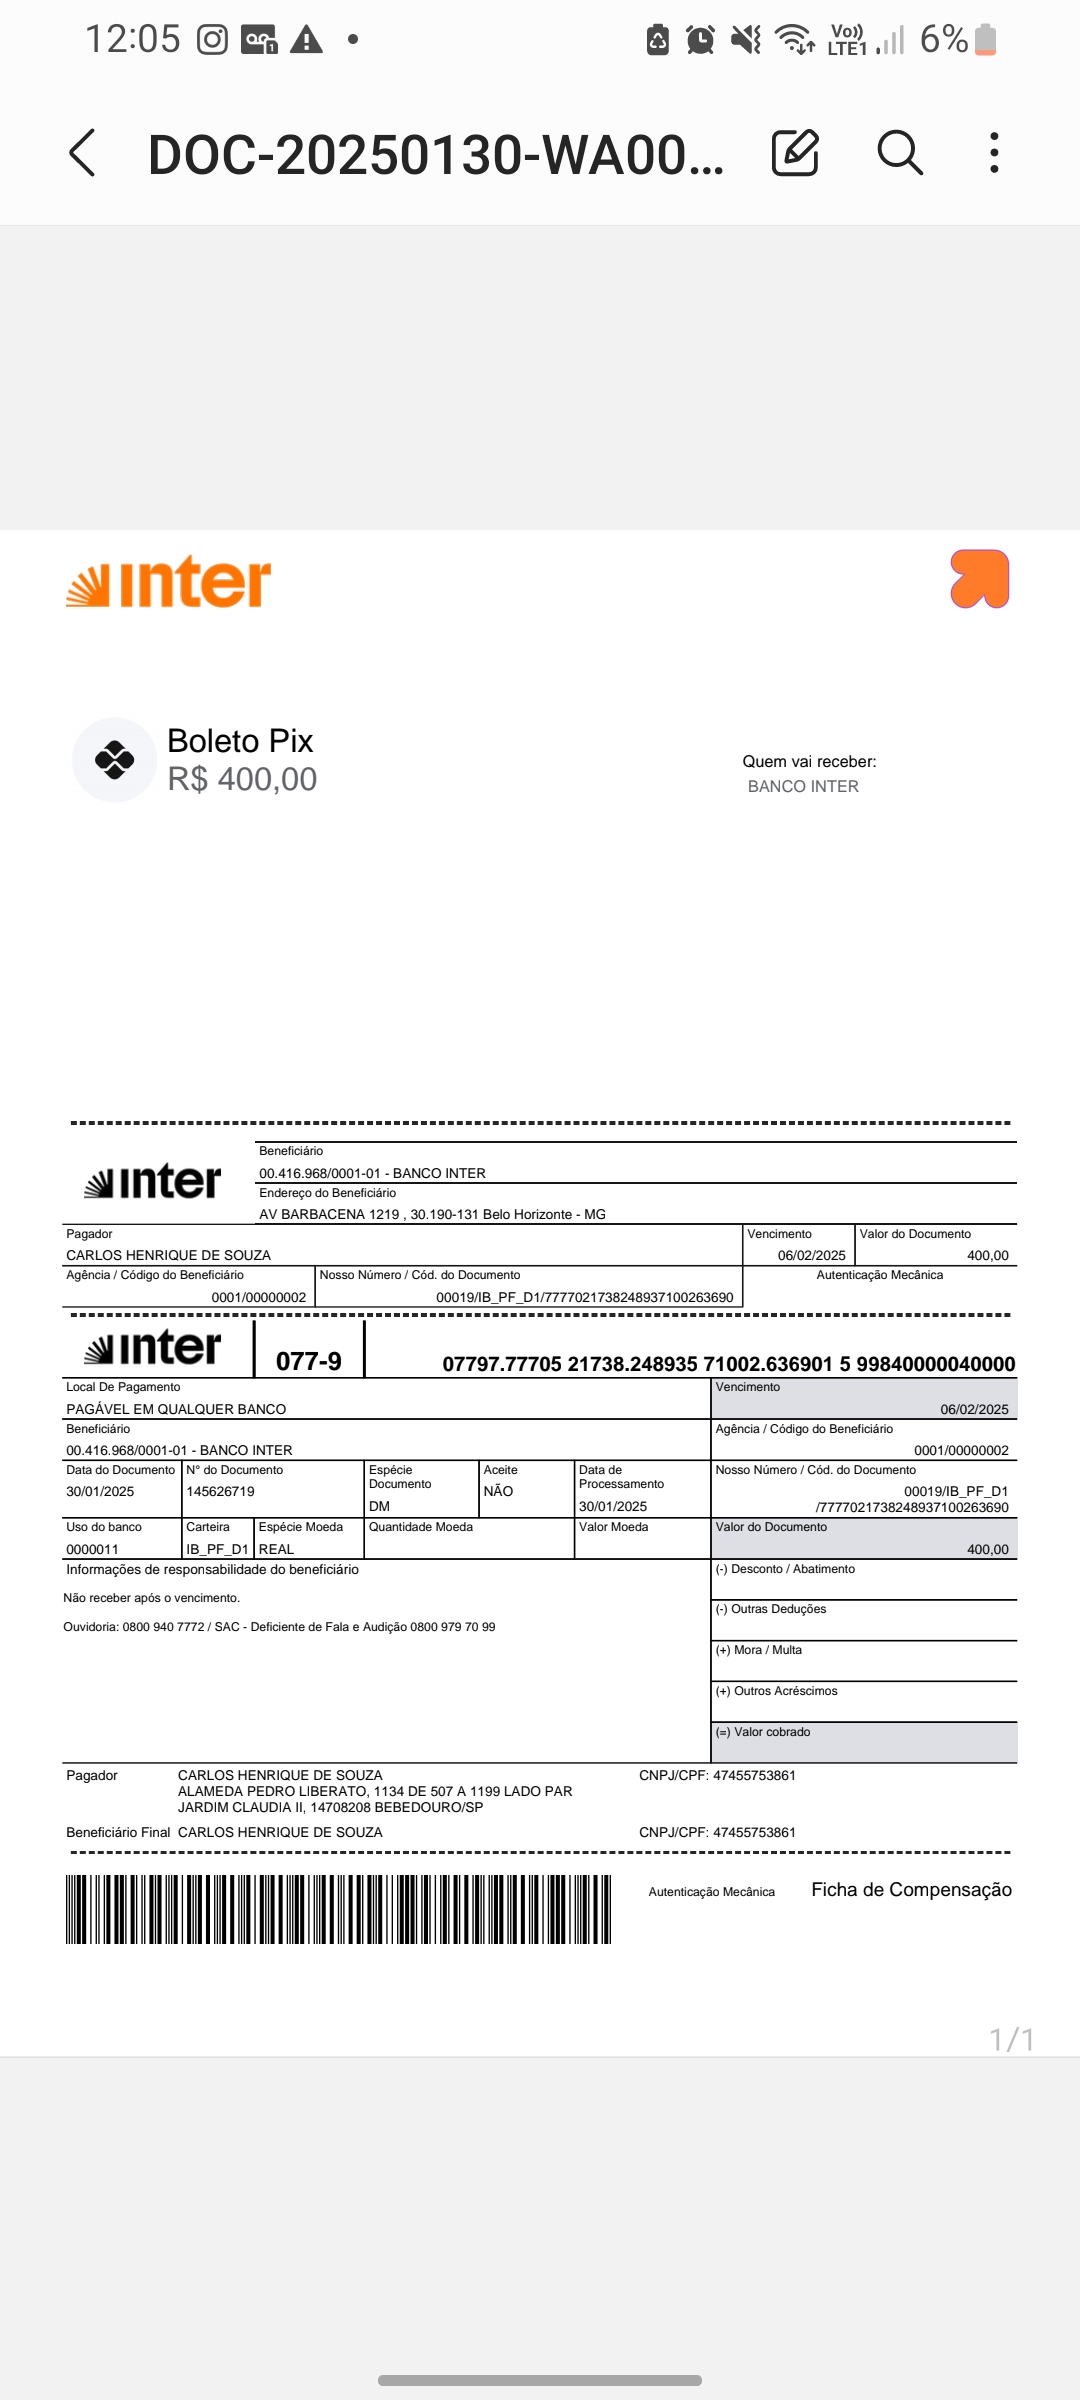 12:05
Vo)) LTE1 6%
DOC-20250130-WA00...
inter
Boleto Pix
R$ 400,00
Quem vai receber:
BANCO INTER
inter
Beneficiário
00.416.968/0001-01 - BANCO INTER
Endereço do Beneficiário
AV BARBACENA 1219 , 30.190-131 Belo Horizonte - MG
Pagador Vencimento Valor do Documento
CARLOS HENRIQUE DE SOUZA 06/02/2025 400,00
Agência / Código do Beneficiário Nosso Número / Cód. do Documento Autenticação Mecânica
0001/00000002 00019/IB_PF_D1/7777021738248937100263690
inter 077-9 07797.77705 21738.248935 71002.636901 5 99840000040000
Local De Pagamento Vencimento
PAGÁVEL EM QUALQUER BANCO 06/02/2025
Beneficiário Agência / Código do Beneficiário
00.416.968/0001-01 - BANCO INTER 0001/00000002
Data do Documento N° do Documento Espécie Documento Aceite Data de Processamento Nosso Número / Cód. do Documento
30/01/2025 145626719 DM NÃO 30/01/2025 00019/IB_PF_D1
/7777021738248937100263690
Uso do banco Carteira Espécie Moeda Quantidade Moeda Valor Moeda Valor do Documento
0000011 IB_PF_D1 REAL 400,00
Informações de responsabilidade do beneficiário (-) Desconto / Abatimento
Não receber após o vencimento.
(-) Outras Deduções
Ouvidoria: 0800 940 7772 / SAC - Deficiente de Fala e Audição 0800 979 70 99
(+) Mora / Multa
(+) Outros Acréscimos
(=) Valor cobrado
Pagador CARLOS HENRIQUE DE SOUZA CNPJ/CPF: 47455753861
ALAMEDA PEDRO LIBERATO, 1134 DE 507 A 1199 LADO PAR
JARDIM CLAUDIA II, 14708208 BEBEDOURO/SP
Beneficiário Final CARLOS HENRIQUE DE SOUZA CNPJ/CPF: 47455753861
Autenticação Mecânica Ficha de Compensação
1/1